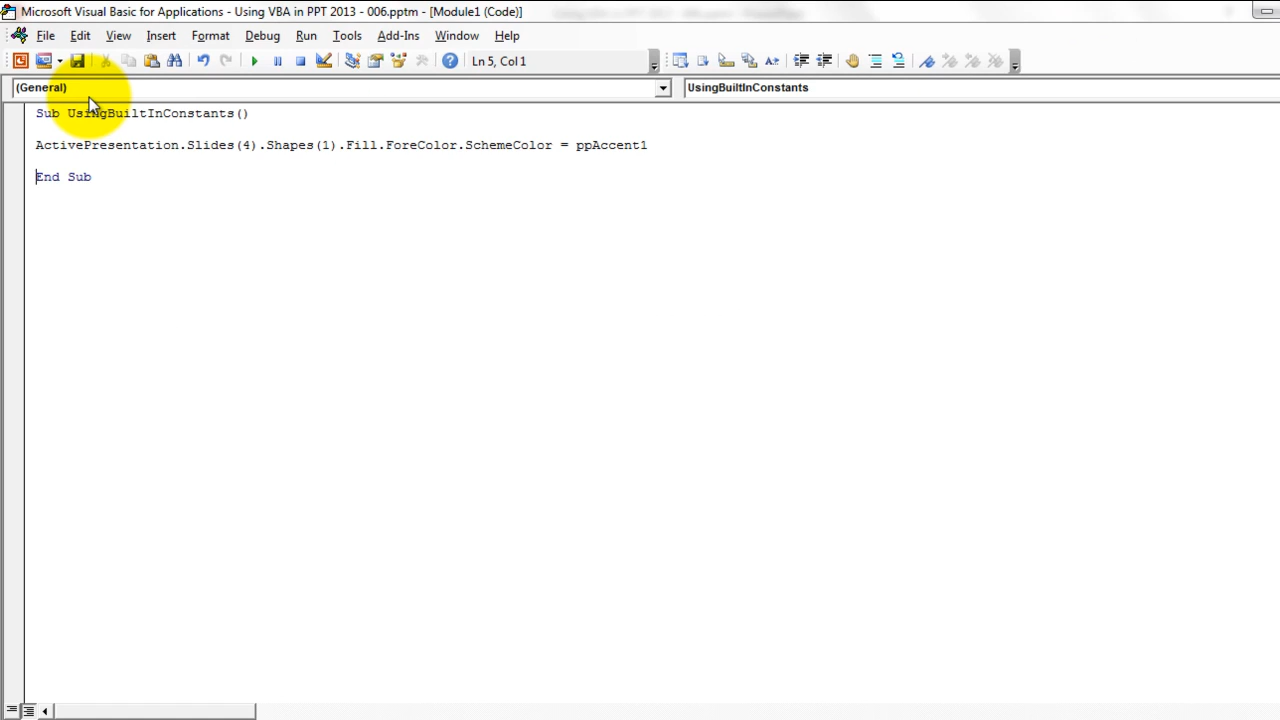 Microsoft Visual Basic for Applications - Using VBA in PPT 2013 - 006.pptm - [Module1 (Code)]
File Edit View Insert Format Debug Run Tools Add-Ins Window Help
Ln 5, Col 1
(General) UsingBuiltInConstants
Sub UsingBuiltInConstants()
ActivePresentation.Slides(4).Shapes(1).Fill.ForeColor.SchemeColor = ppAccent1
End Sub